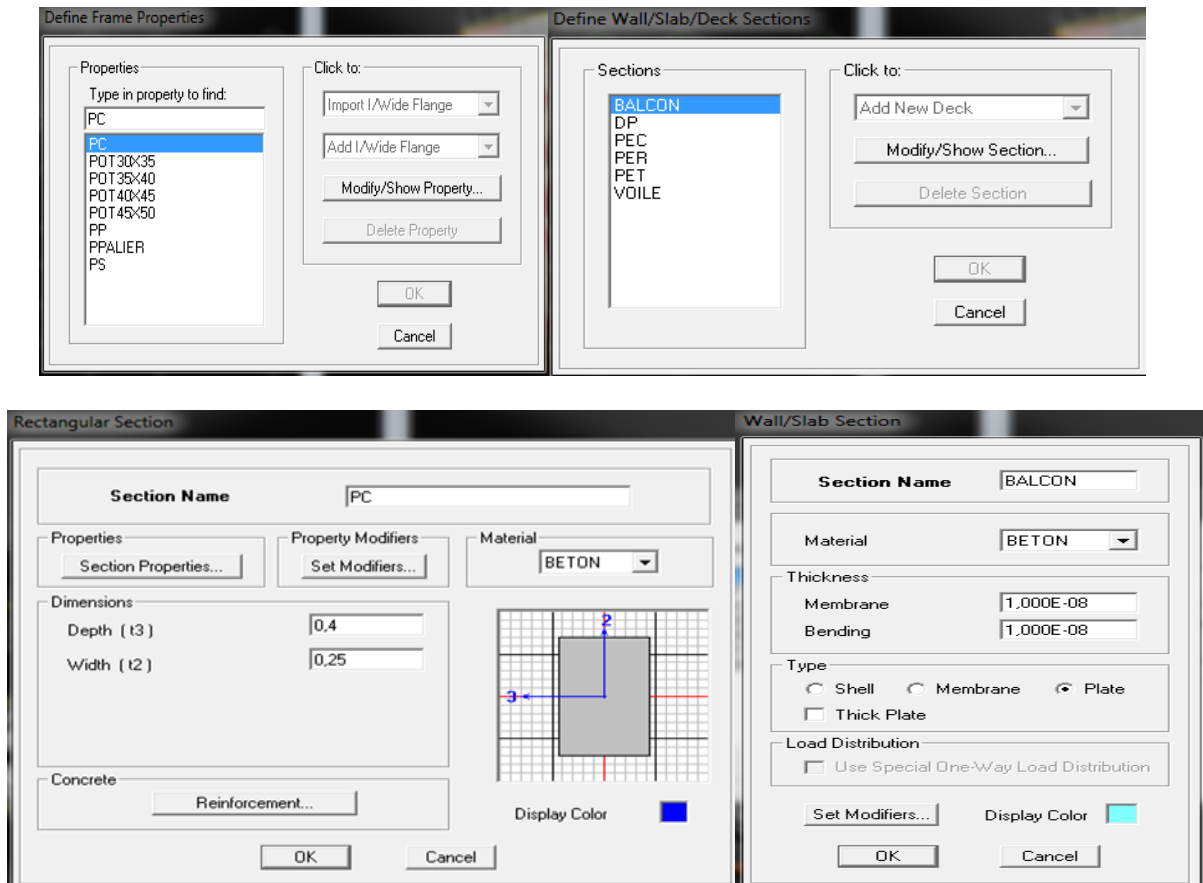 Define Frame Properties
Properties
Type in property to find:
PC
PC
POT30X35
POT35X40
POT40X45
POT45X50
PP
PPALIER
PS
Click to:
Import I/Wide Flange
Add I/Wide Flange
Modify/Show Property...
Delete Property
OK
Cancel
Define Wall/Slab/Deck Sections
Sections
BALCON
DP
PEC
PER
PET
VOILE
Click to:
Add New Deck
Modify/Show Section...
Delete Section
OK
Cancel
Rectangular Section
Section Name PC
Properties
Section Properties...
Property Modifiers
Set Modifiers...
Material
BETON
Dimensions
Depth (t3) 0,4
Width (t2) 0,25
2
3
Concrete
Reinforcement...
Display Color
OK Cancel
Wall/Slab Section
Section Name BALCON
Material BETON
Thickness
Membrane 1,000E-08
Bending 1,000E-08
Type
Shell Membrane Plate
Thick Plate
Load Distribution
Use Special One-Way Load Distribution
Set Modifiers... Display Color
OK Cancel